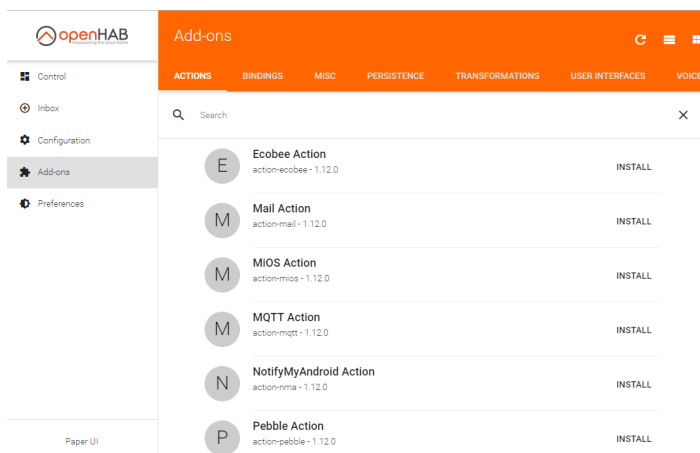 openHAB
empowering the smart home
Add-ons
Control
Inbox
Configuration
Add-ons
Preferences
Paper UI
ACTIONS BINDINGS MISC PERSISTENCE TRANSFORMATIONS USER INTERFACES VOICE
Search
E
Ecobee Action
action-ecobee - 1.12.0
INSTALL
M
Mail Action
action-mail - 1.12.0
INSTALL
M
MiOS Action
action-mios - 1.12.0
INSTALL
M
MQTT Action
action-mqtt - 1.12.0
INSTALL
N
NotifyMyAndroid Action
action-nma - 1.12.0
INSTALL
P
Pebble Action
action-pebble - 1.12.0
INSTALL